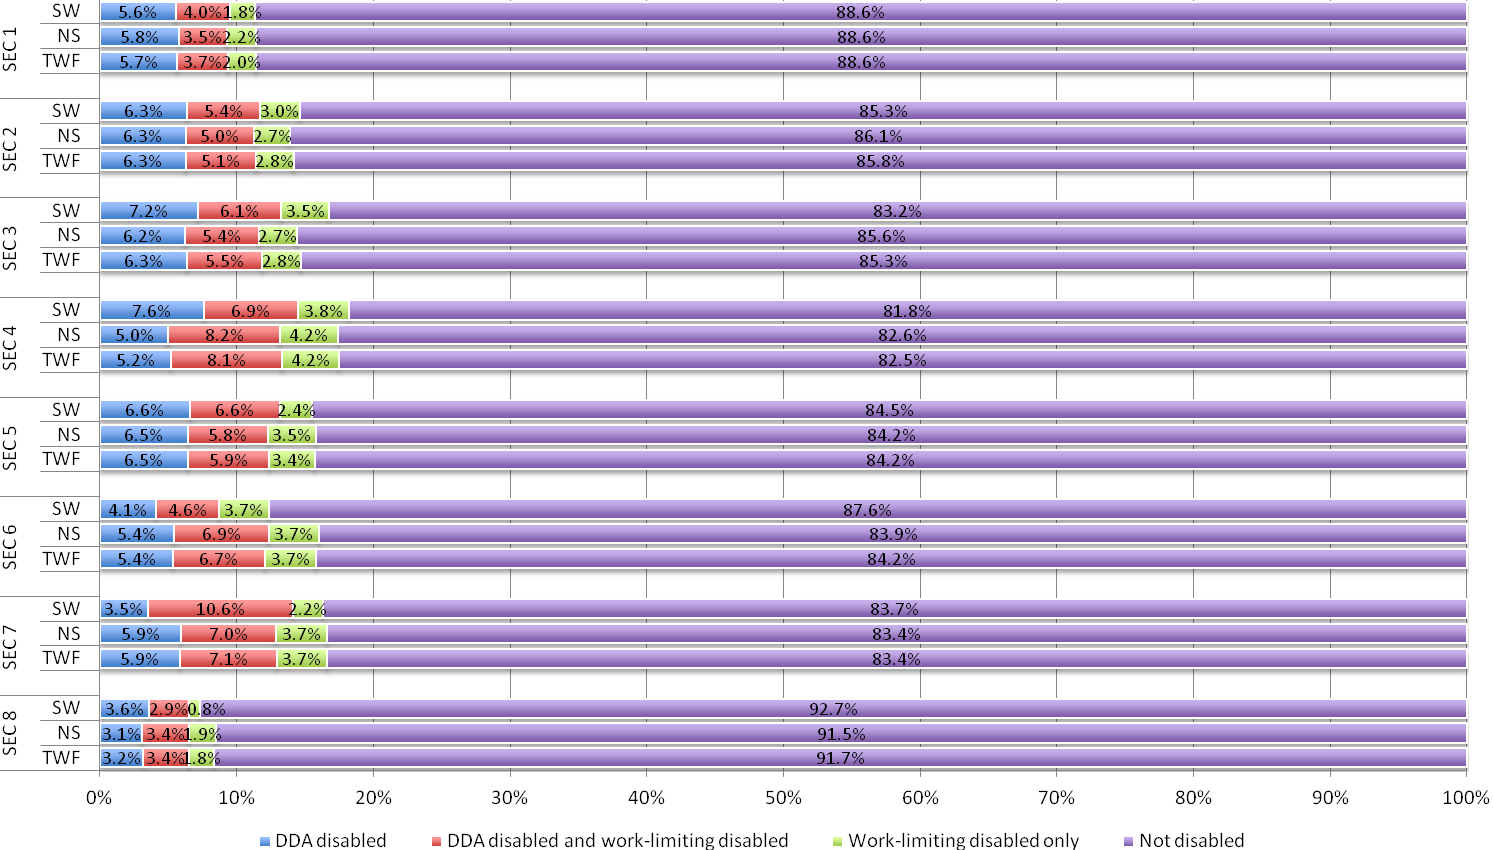 SEC 1
SW 5.6% 4.0% 1.8% 88.6%
NS 5.8% 3.5% 2.2% 88.6%
TWF 5.7% 3.7% 2.0% 88.6%
SEC 2
SW 6.3% 5.4% 3.0% 85.3%
NS 6.3% 5.0% 2.7% 86.1%
TWF 6.3% 5.1% 2.8% 85.8%
SEC 3
SW 7.2% 6.1% 3.5% 83.2%
NS 6.2% 5.4% 2.7% 85.6%
TWF 6.3% 5.5% 2.8% 85.3%
SEC 4
SW 7.6% 6.9% 3.8% 81.8%
NS 5.0% 8.2% 4.2% 82.6%
TWF 5.2% 8.1% 4.2% 82.5%
SEC 5
SW 6.6% 6.6% 2.4% 84.5%
NS 6.5% 5.8% 3.5% 84.2%
TWF 6.5% 5.9% 3.4% 84.2%
SEC 6
SW 4.1% 4.6% 3.7% 87.6%
NS 5.4% 6.9% 3.7% 83.9%
TWF 5.4% 6.7% 3.7% 84.2%
SEC 7
SW 3.5% 10.6% 2.2% 83.7%
NS 5.9% 7.0% 3.7% 83.4%
TWF 5.9% 7.1% 3.7% 83.4%
SEC 8
SW 3.6% 2.9% 0.8% 92.7%
NS 3.1% 3.4% 1.9% 91.5%
TWF 3.2% 3.4% 1.8% 91.7%
0% 10% 20% 30% 40% 50% 60% 70% 80% 90% 100%
DDA disabled DDA disabled and work-limiting disabled Work-limiting disabled only Not disabled